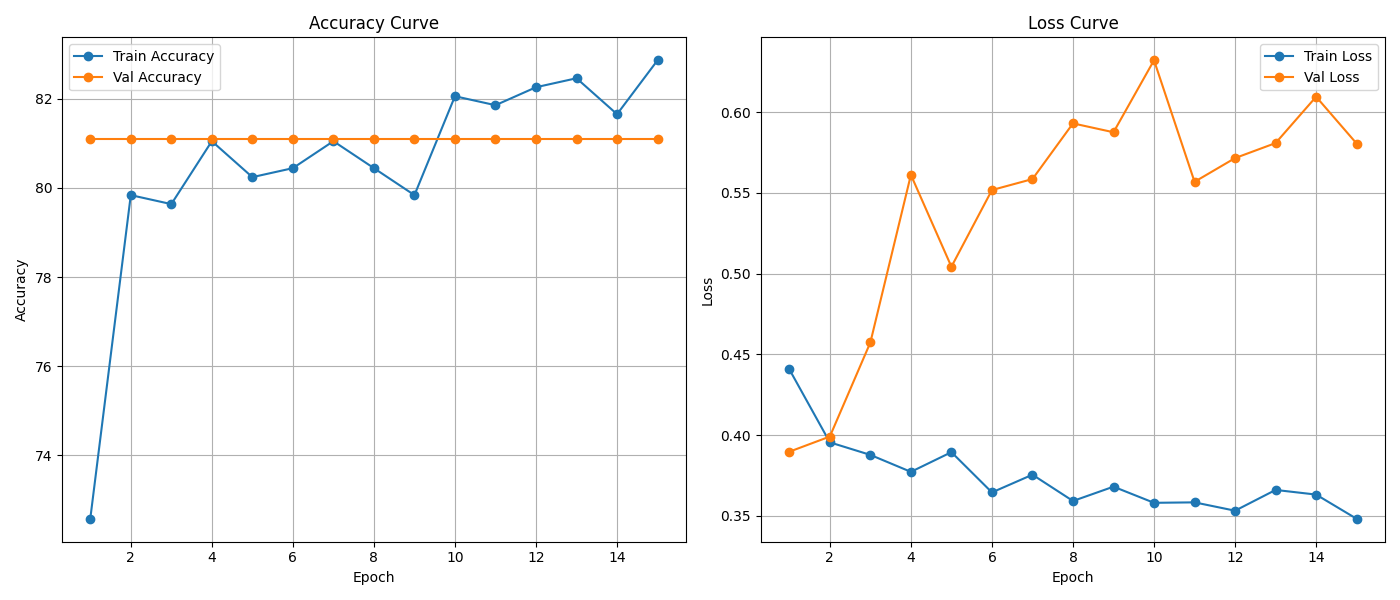 Accuracy Curve
Train Accuracy
Val Accuracy
82
80
78
76
74
Accuracy
2 4 6 8 10 12 14
Epoch
Loss Curve
Train Loss
Val Loss
0.60
0.55
0.50
0.45
0.40
0.35
Loss
2 4 6 8 10 12 14
Epoch